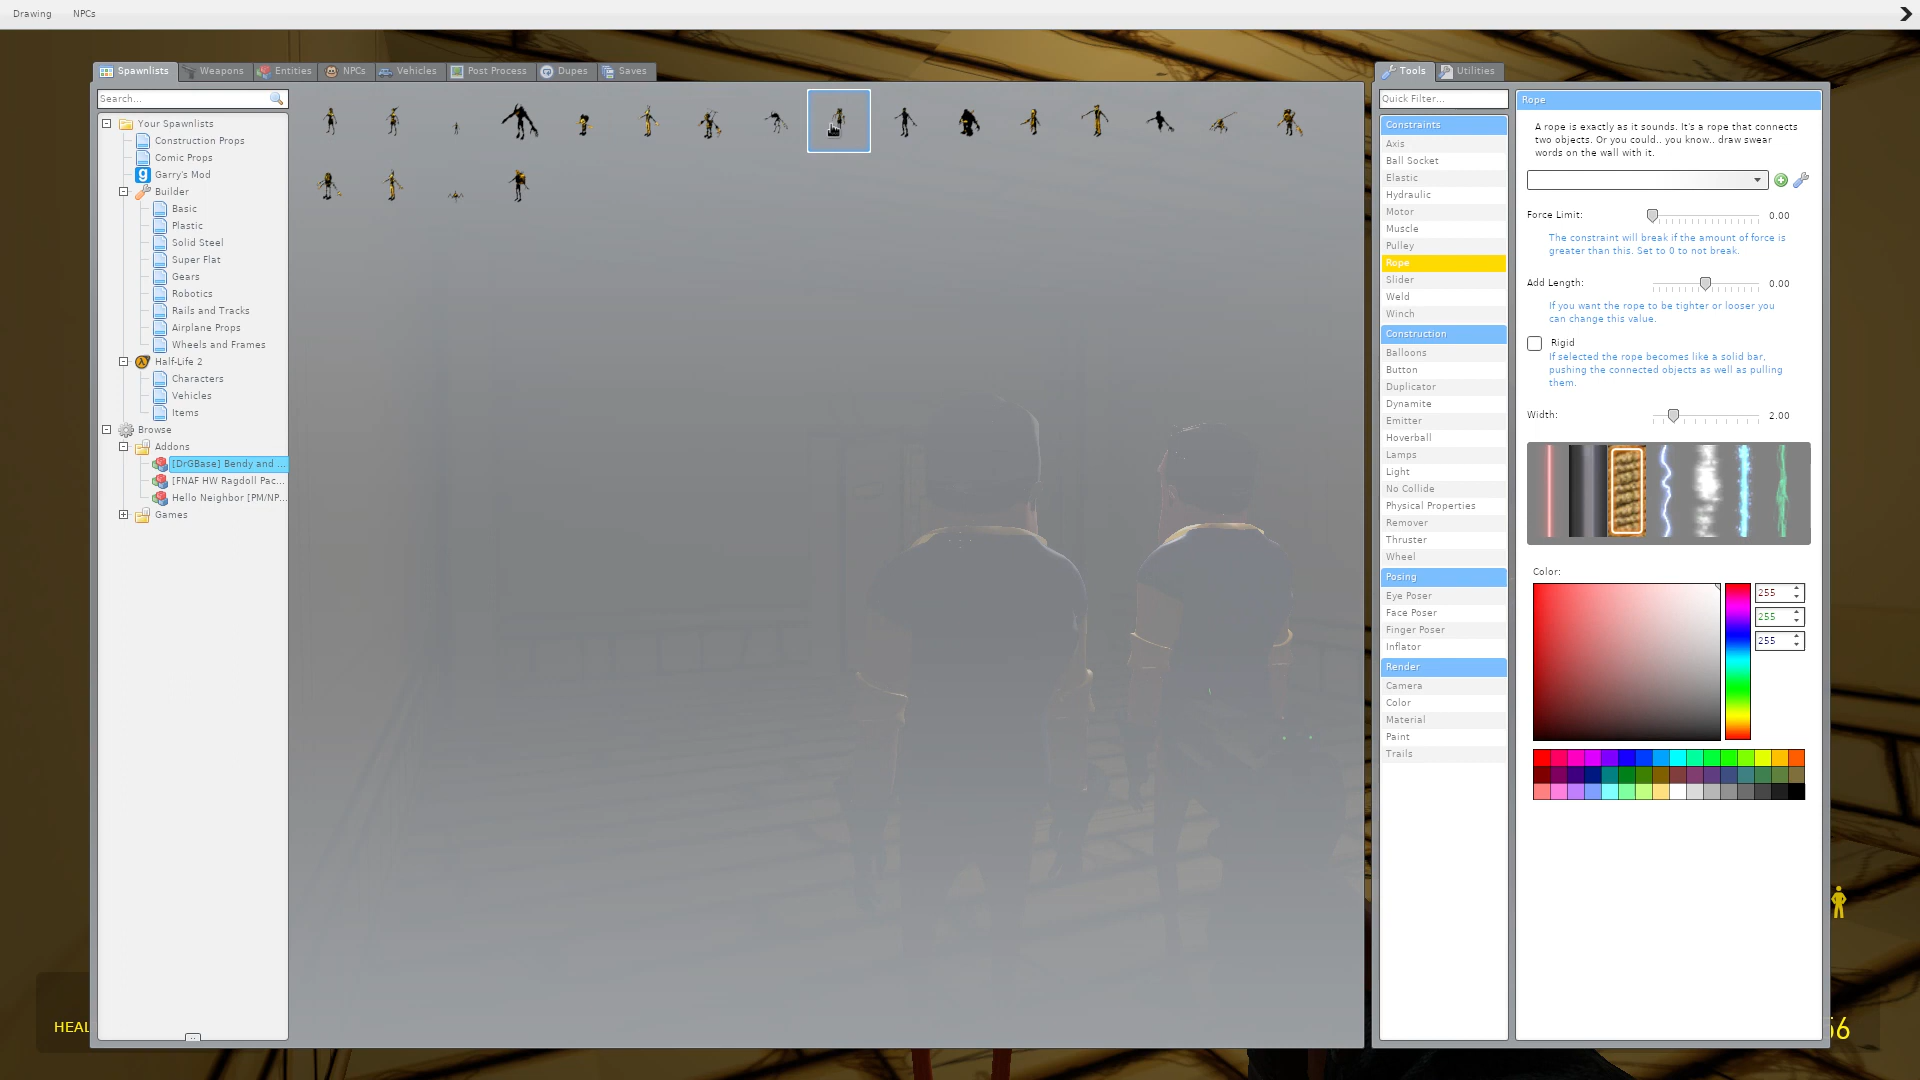 Drawing NPCs
Spawnlists Weapons Entities NPCs Vehicles Post Process Dupes Saves
Search...
Your Spawnlists
Construction Props
Comic Props
Garry's Mod
Builder
Basic
Plastic
Solid Steel
Super Flat
Gears
Robotics
Rails and Tracks
Airplane Props
Wheels and Frames
Half-Life 2
Characters
Vehicles
Items
Browse
Addons
[DrGBase] Bendy and ...
[FNAF HW Ragdoll Pac...
Hello Neighbor [PM/NP...
Games
HEAL
Tools Utilities
Quick Filter...
Constraints
Axis
Ball Socket
Elastic
Hydraulic
Motor
Muscle
Pulley
Rope
Slider
Weld
Winch
Construction
Balloons
Button
Duplicator
Dynamite
Emitter
Hoverball
Lamps
Light
No Collide
Physical Properties
Remover
Thruster
Wheel
Posing
Eye Poser
Face Poser
Finger Poser
Inflator
Render
Camera
Color
Material
Paint
Trails
Rope
A rope is exactly as it sounds. It's a rope that connects
two objects. Or you could.. you know.. draw swear
words on the wall with it.
Force Limit: 0.00
The constraint will break if the amount of force is
greater than this. Set to 0 to not break.
Add Length: 0.00
If you want the rope to be tighter or looser you
can change this value.
Rigid
If selected the rope becomes like a solid bar,
pushing the connected objects as well as pulling
them.
Width: 2.00
Color:
255
255
255